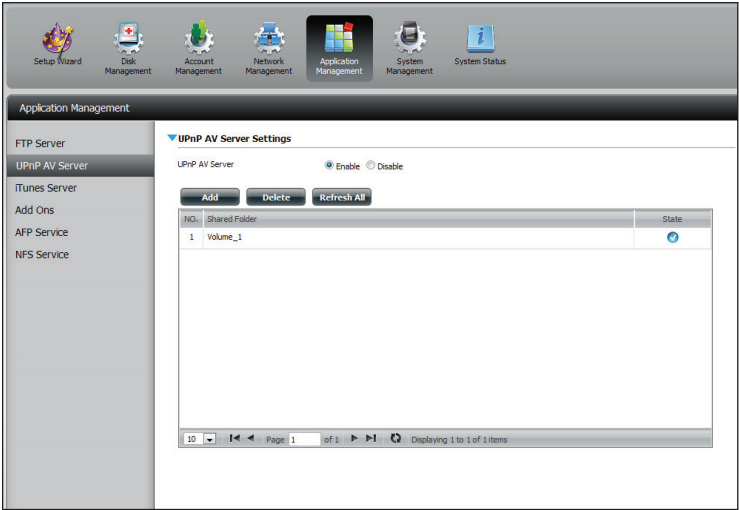 Setup Wizard
Disk Management
Account Management
Network Management
Application Management
System Management
System Status
Application Management
FTP Server
UPnP AV Server
iTunes Server
Add Ons
AFP Service
NFS Service
UPnP AV Server Settings
UPnP AV Server Enable Disable
Add Delete Refresh All
NO. Shared Folder State
1 Volume_1
10 Page 1 of 1 Displaying 1 to 1 of 1 items